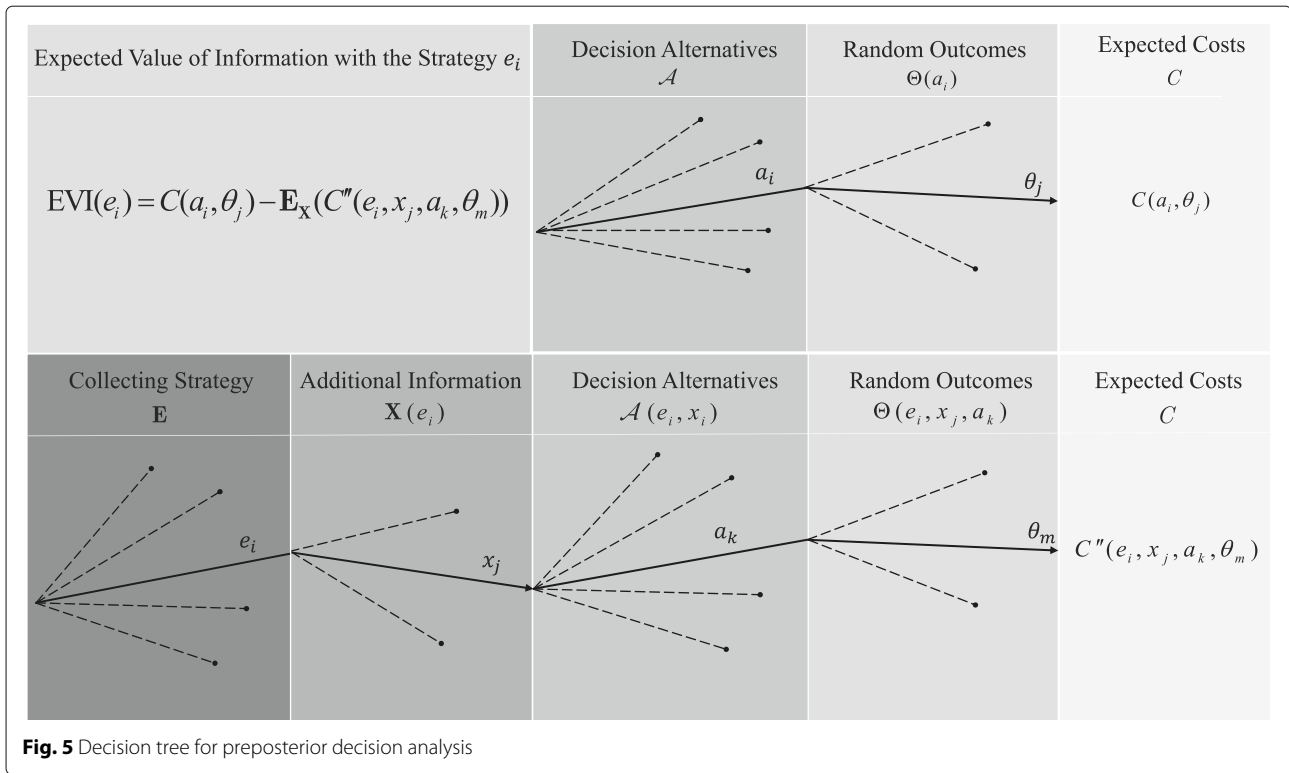 Expected Value of Information with the Strategy e_i
Decision Alternatives
𝒜
Random Outcomes
Θ(a_i)
Expected Costs
C
EVI(e_i) = C(a_i, θ_j) − E_X(C″(e_i, x_j, a_k, θ_m))
a_i
θ_j
C(a_i, θ_j)
Collecting Strategy
E
Additional Information
X(e_i)
Decision Alternatives
𝒜(e_i, x_i)
Random Outcomes
Θ(e_i, x_j, a_k)
Expected Costs
C
e_i
x_j
a_k
θ_m
C″(e_i, x_j, a_k, θ_m)
Fig. 5 Decision tree for preposterior decision analysis